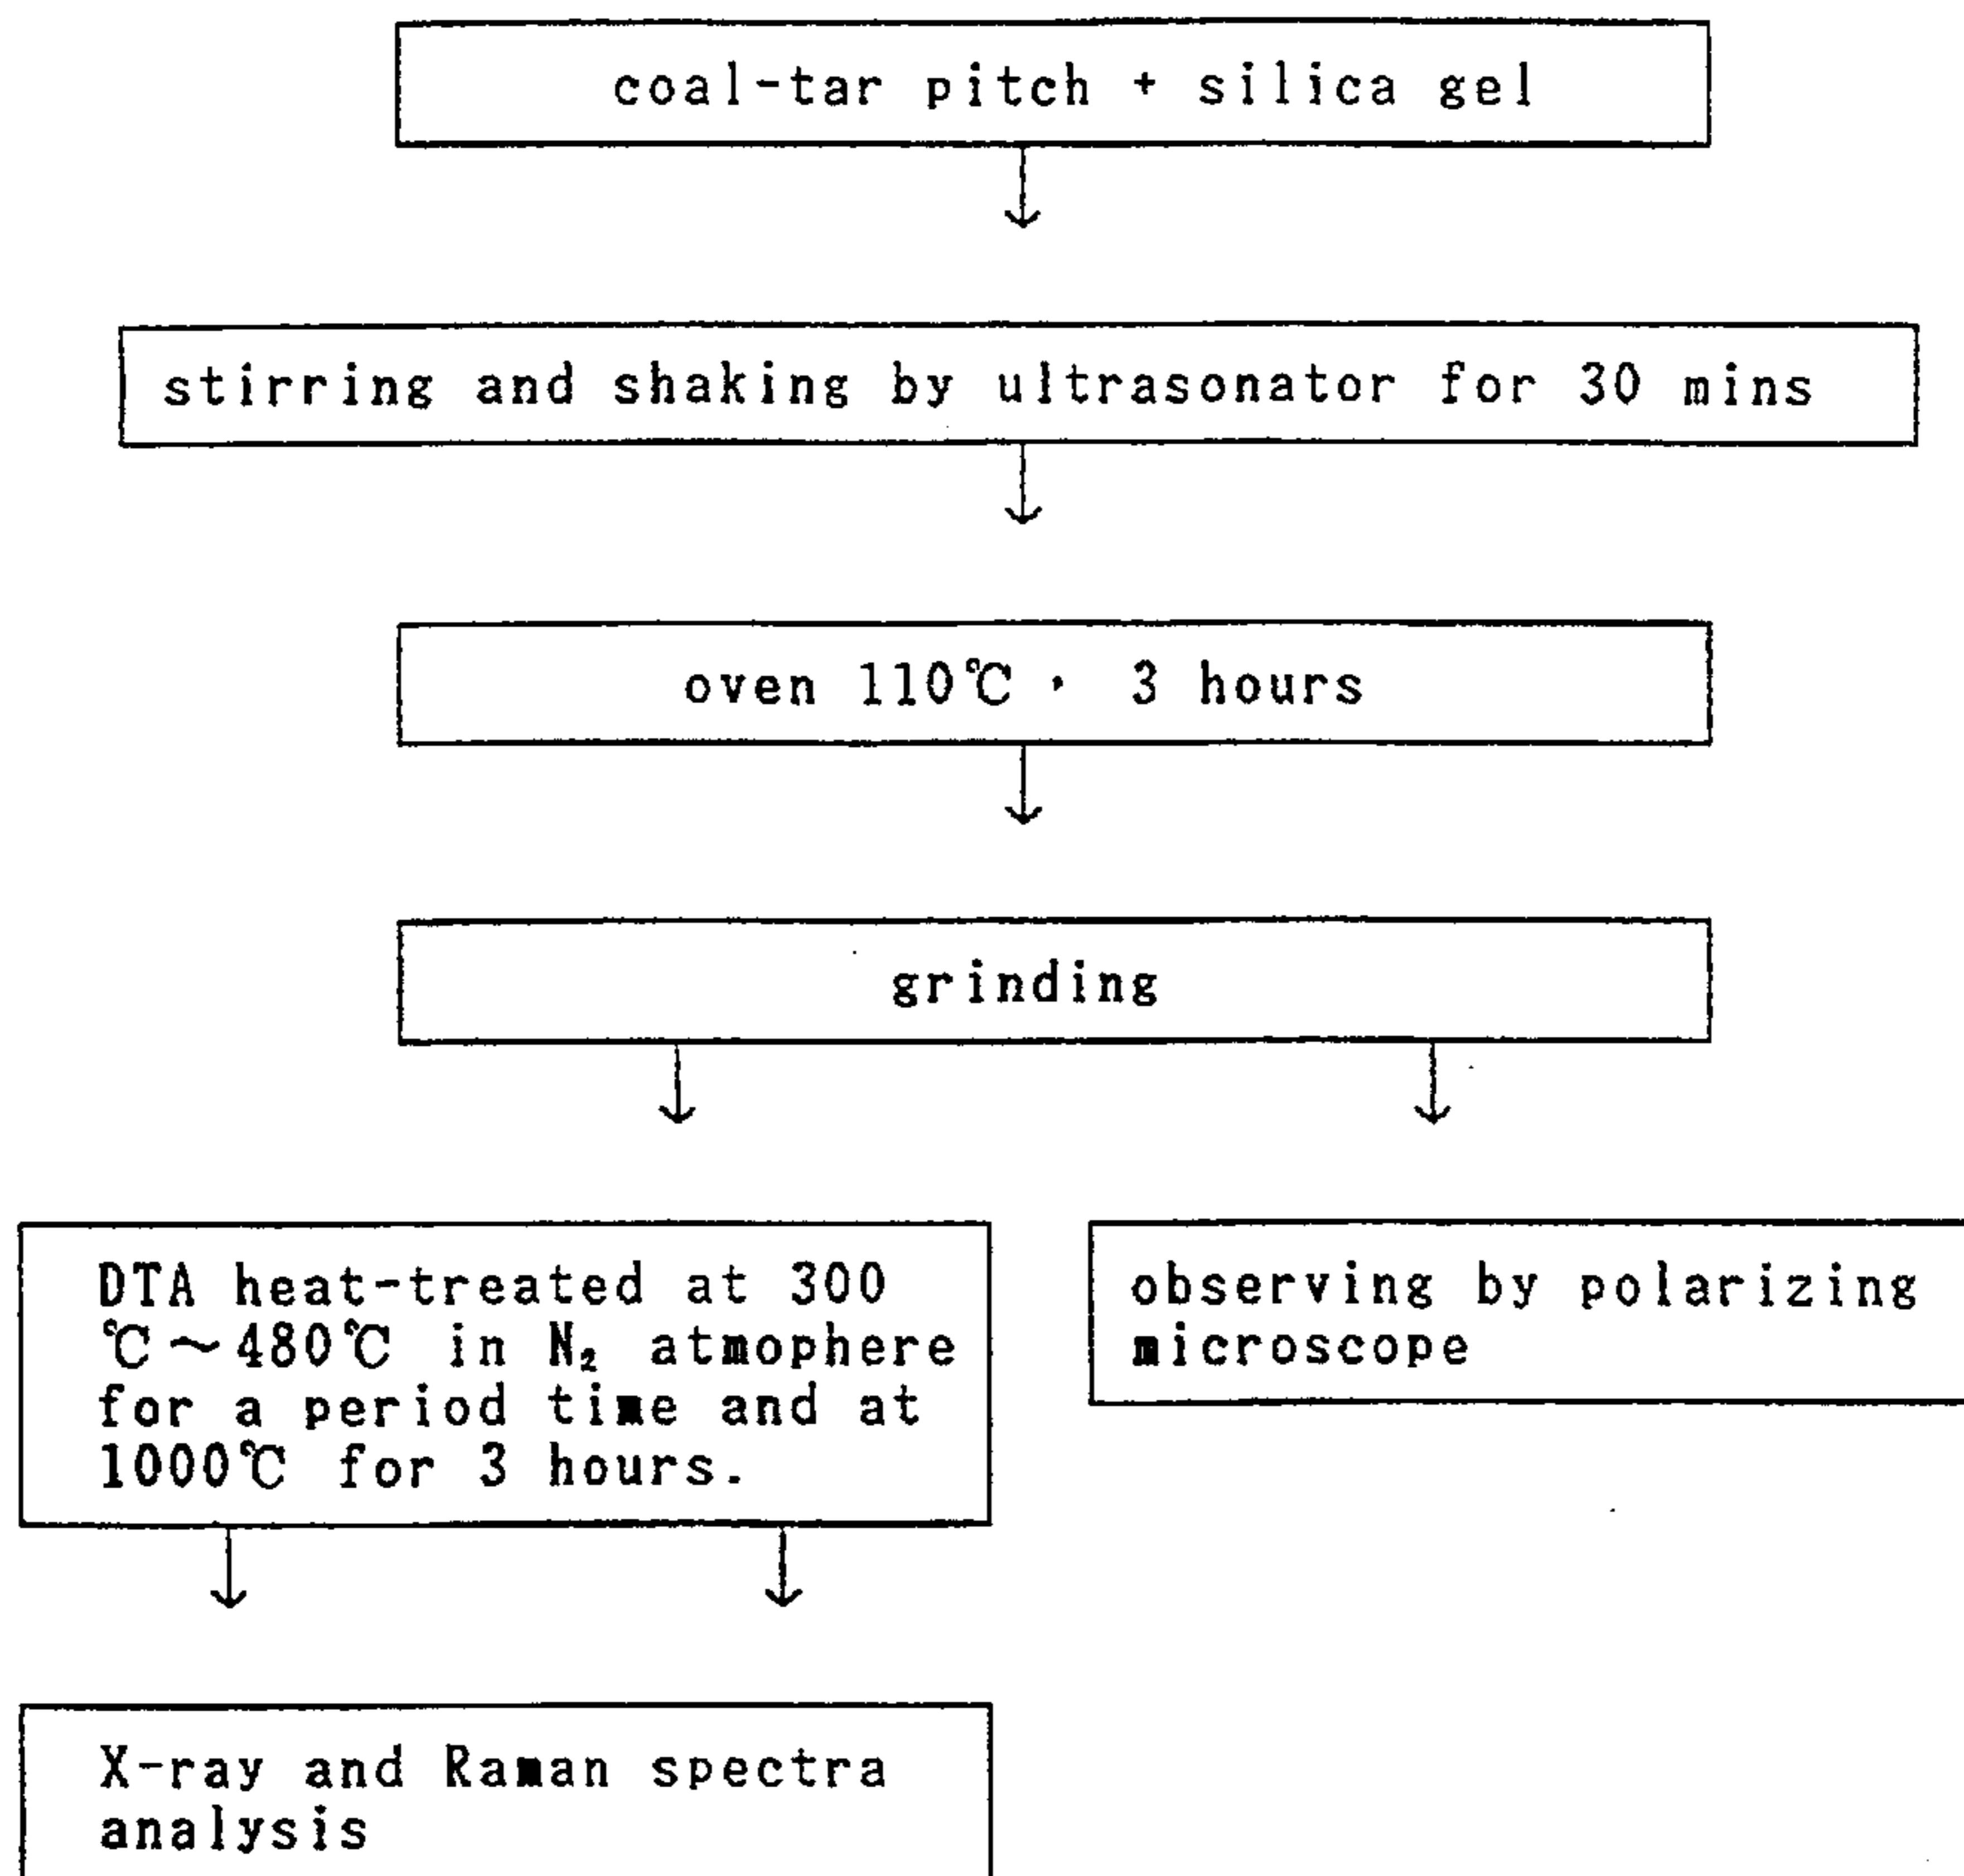 coal-tar pitch + silica gel
stirring and shaking by ultrasonator for 30 mins
oven 110℃, 3 hours
grinding
DTA heat-treated at 300
℃~480℃ in N₂ atmophere
for a period time and at
1000℃ for 3 hours.
observing by polarizing
microscope
X-ray and Raman spectra
analysis